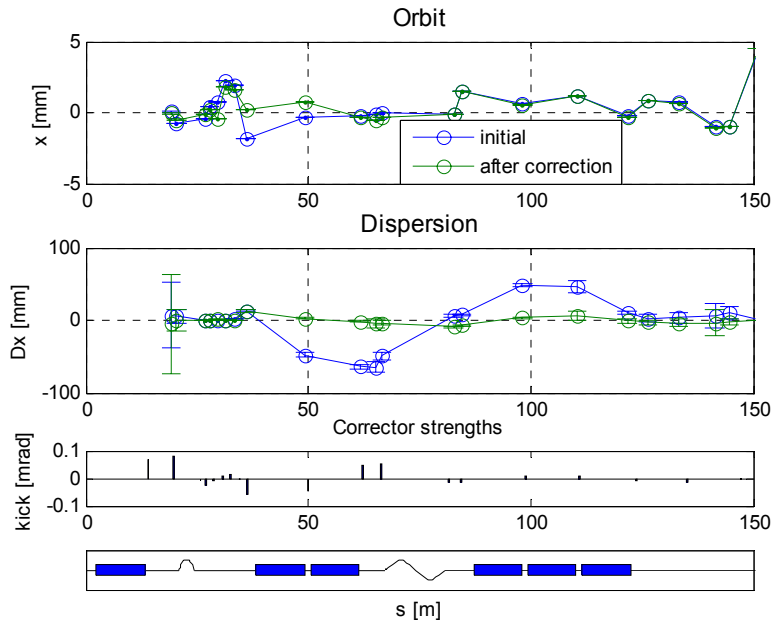 Orbit
x [mm]
5
0
-5
0
50
100
150
initial
after correction
Dispersion
Dx [mm]
100
0
-100
0
50
100
150
Corrector strengths
kick [mrad]
0.1
0
-0.1
0
50
100
150
s [m]